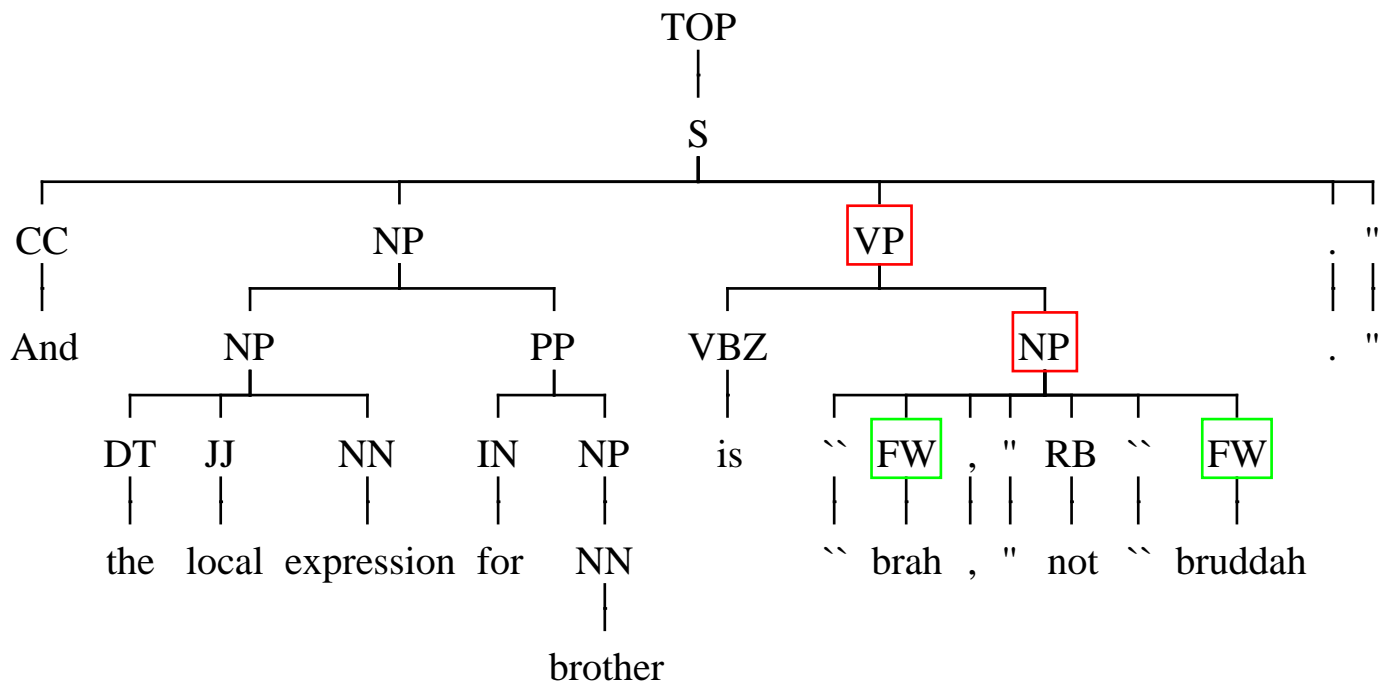 TOP
S
CC NP VP . "
And NP PP VBZ NP . "
DT JJ NN IN NP is `` FW , " RB `` FW
the local expression for NN `` brah , " not `` bruddah
brother